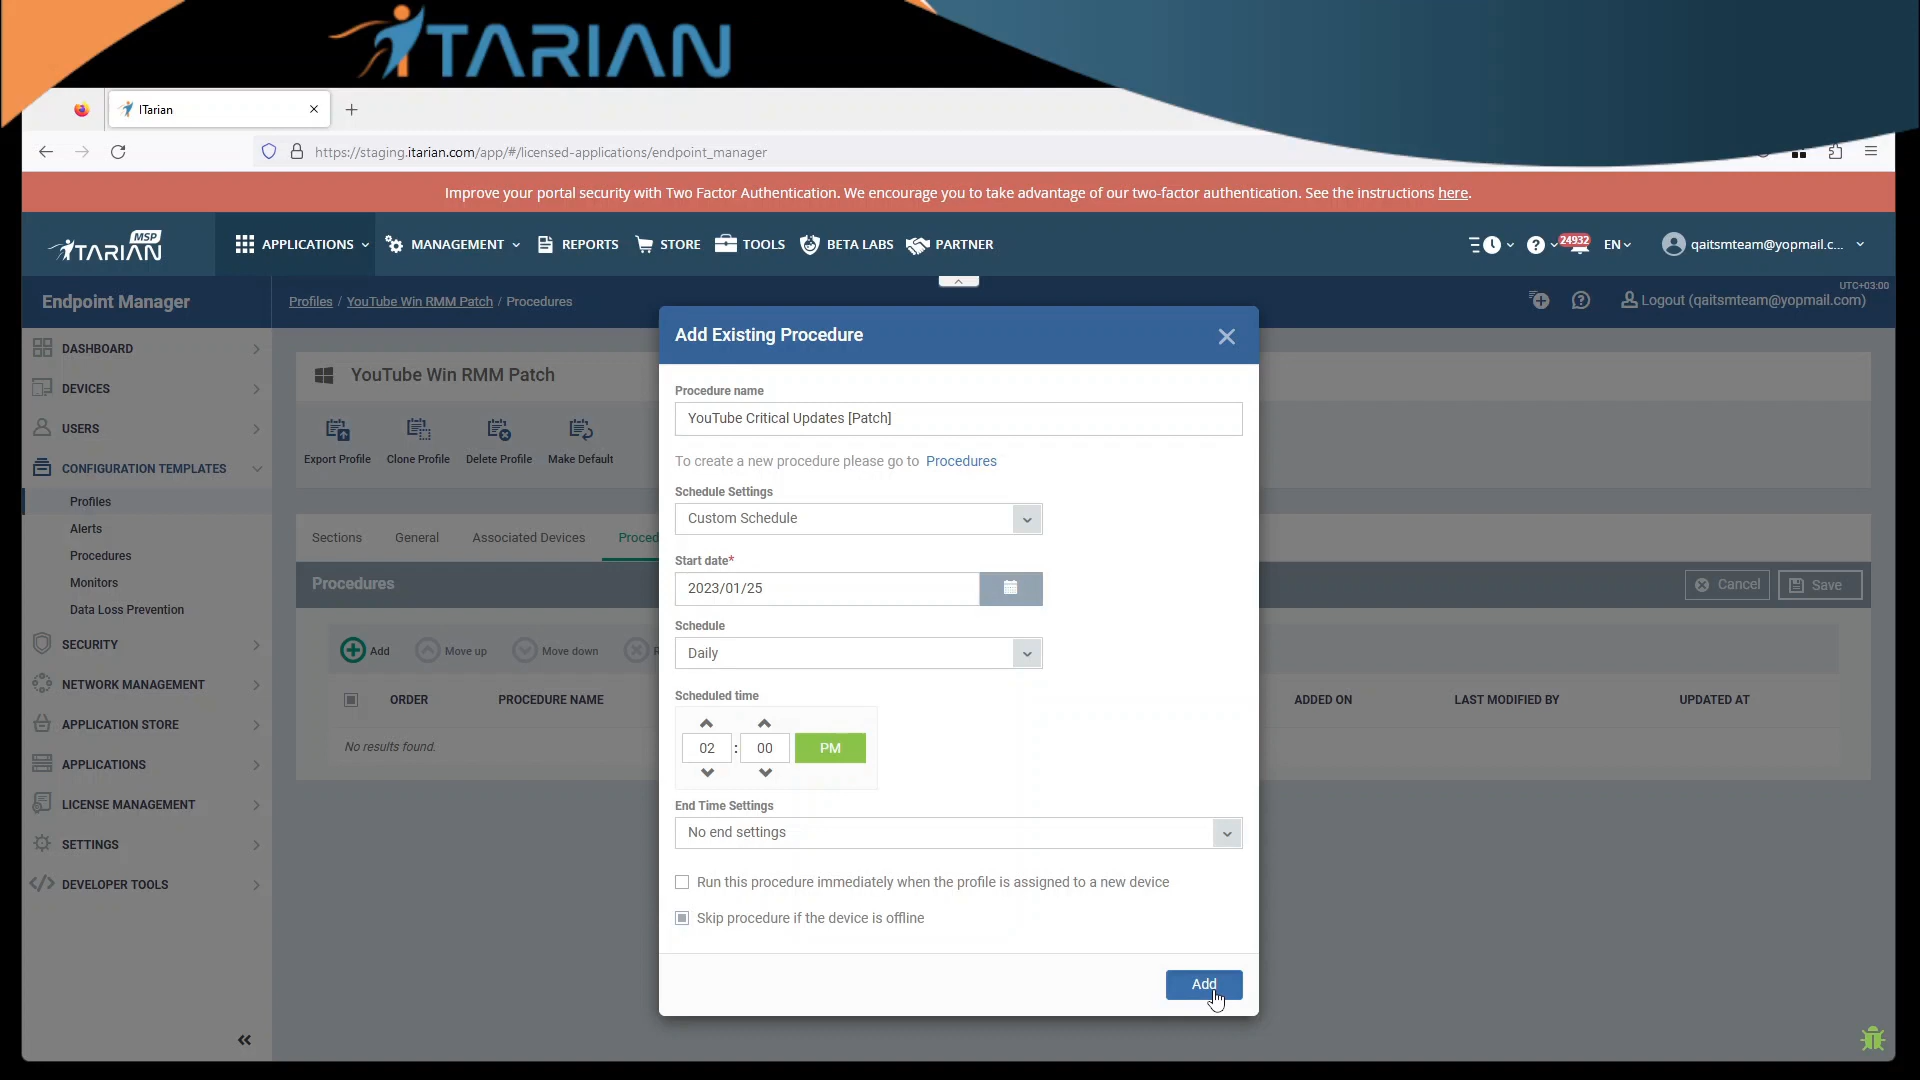 ITARIAN
ITarian
https://staging.itarian.com/app/#/licensed-applications/endpoint_manager
Improve your portal security with Two Factor Authentication. We encourage you to take advantage of our two-factor authentication. See the instructions here.
ITARIAN MSP
APPLICATIONS
MANAGEMENT
REPORTS
STORE
TOOLS
BETA LABS
PARTNER
24932
EN
qaitsmteam@yopmail.c...
Endpoint Manager
Profiles / YouTube Win RMM Patch / Procedures
UTC+03:00
Logout (qaitsmteam@yopmail.com)
DASHBOARD
DEVICES
USERS
CONFIGURATION TEMPLATES
Profiles
Alerts
Procedures
Monitors
Data Loss Prevention
SECURITY
NETWORK MANAGEMENT
APPLICATION STORE
APPLICATIONS
LICENSE MANAGEMENT
SETTINGS
DEVELOPER TOOLS
YouTube Win RMM Patch
Export Profile
Clone Profile
Delete Profile
Make Default
Sections
General
Associated Devices
Proced
Procedures
Cancel
Save
Add
Move up
Move down
R
ORDER
PROCEDURE NAME
ADDED ON
LAST MODIFIED BY
UPDATED AT
No results found.
Add Existing Procedure
Procedure name
YouTube Critical Updates [Patch]
To create a new procedure please go to Procedures
Schedule Settings
Custom Schedule
Start date*
2023/01/25
Schedule
Daily
Scheduled time
02 : 00 PM
End Time Settings
No end settings
Run this procedure immediately when the profile is assigned to a new device
Skip procedure if the device is offline
Add